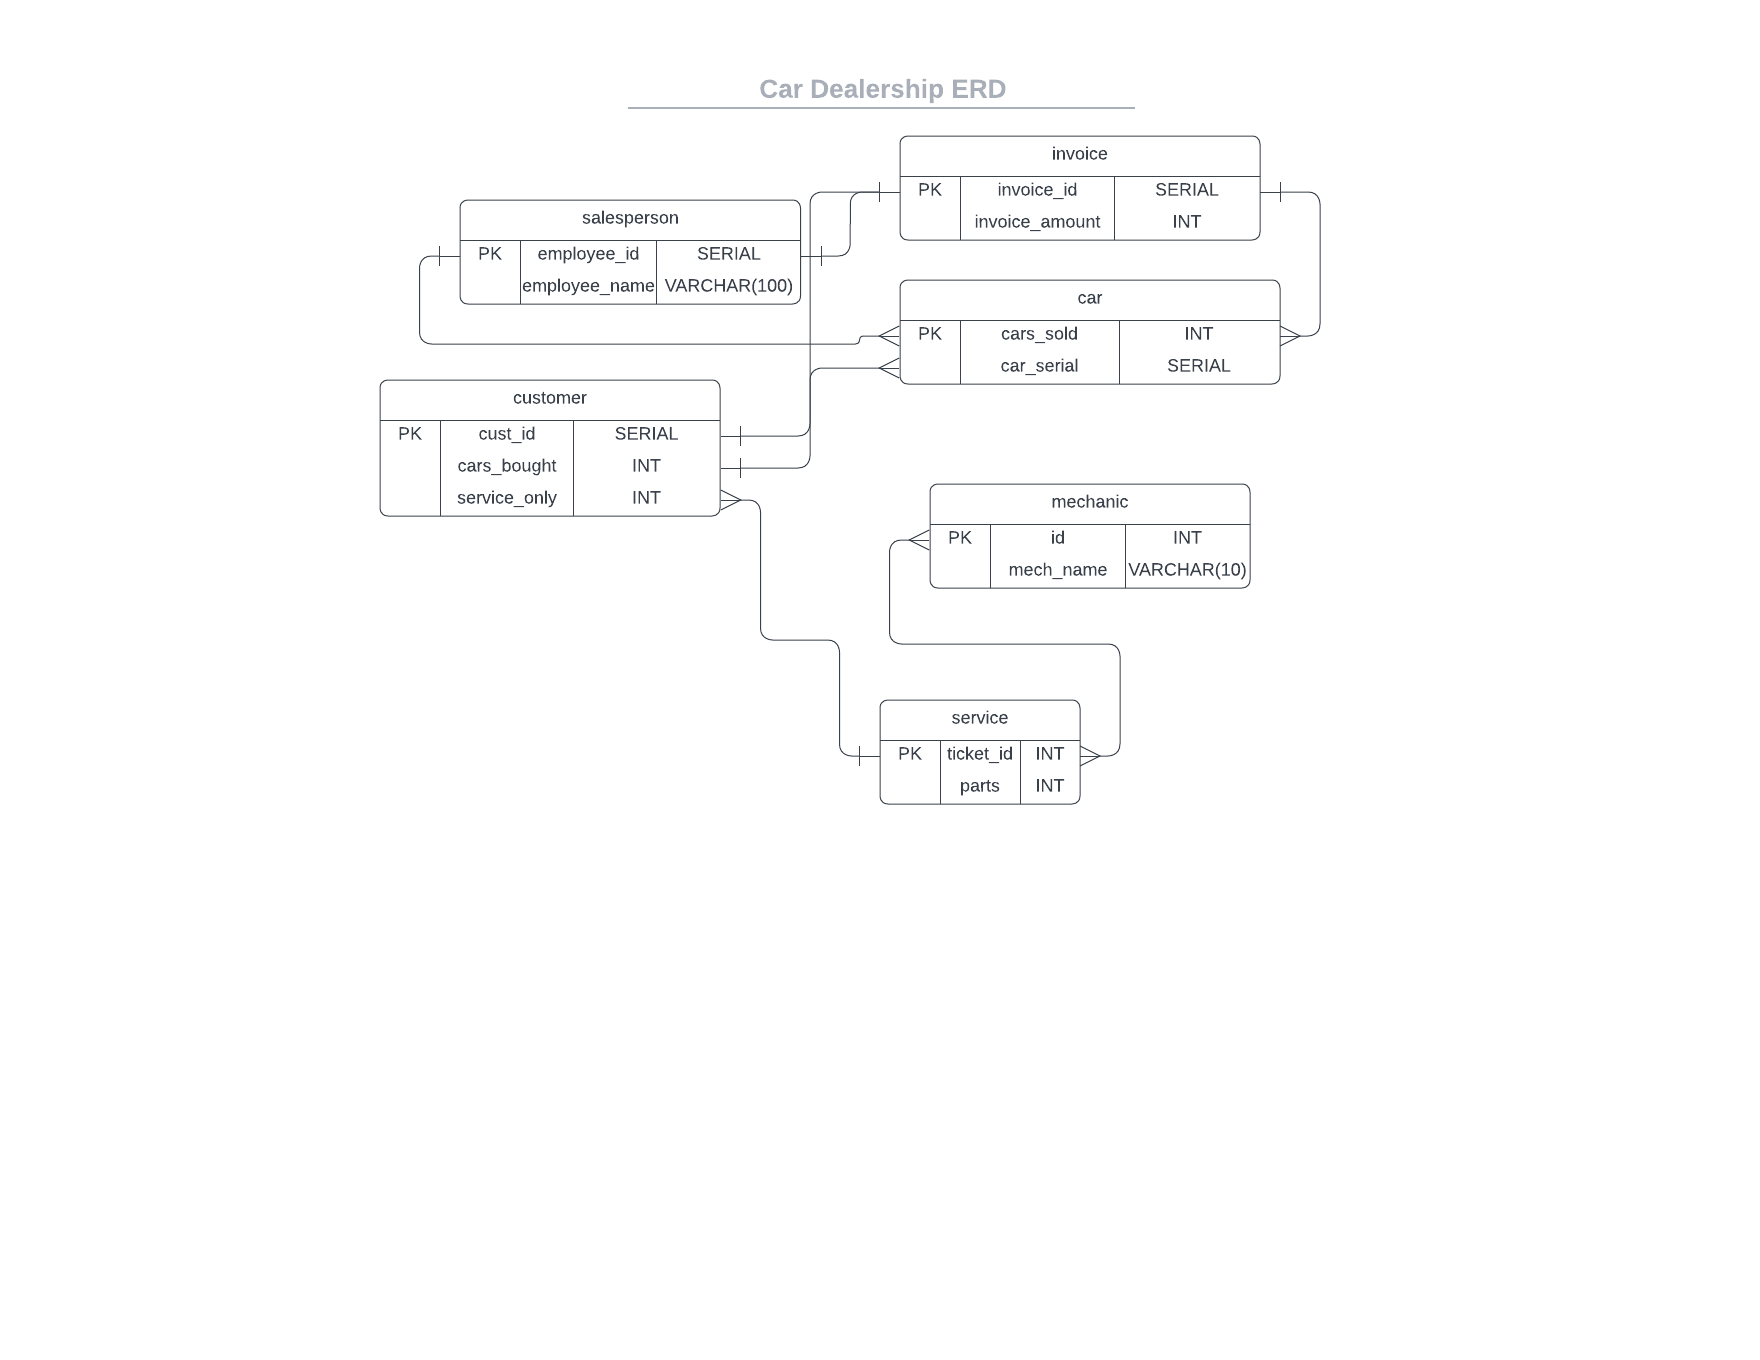 Car Dealership ERD
invoice
PK invoice_id SERIAL
invoice_amount INT
salesperson
PK employee_id SERIAL
employee_name VARCHAR(100)
car
PK cars_sold INT
car_serial SERIAL
customer
PK cust_id SERIAL
cars_bought INT
service_only INT
mechanic
PK id INT
mech_name VARCHAR(10)
service
PK ticket_id INT
parts INT